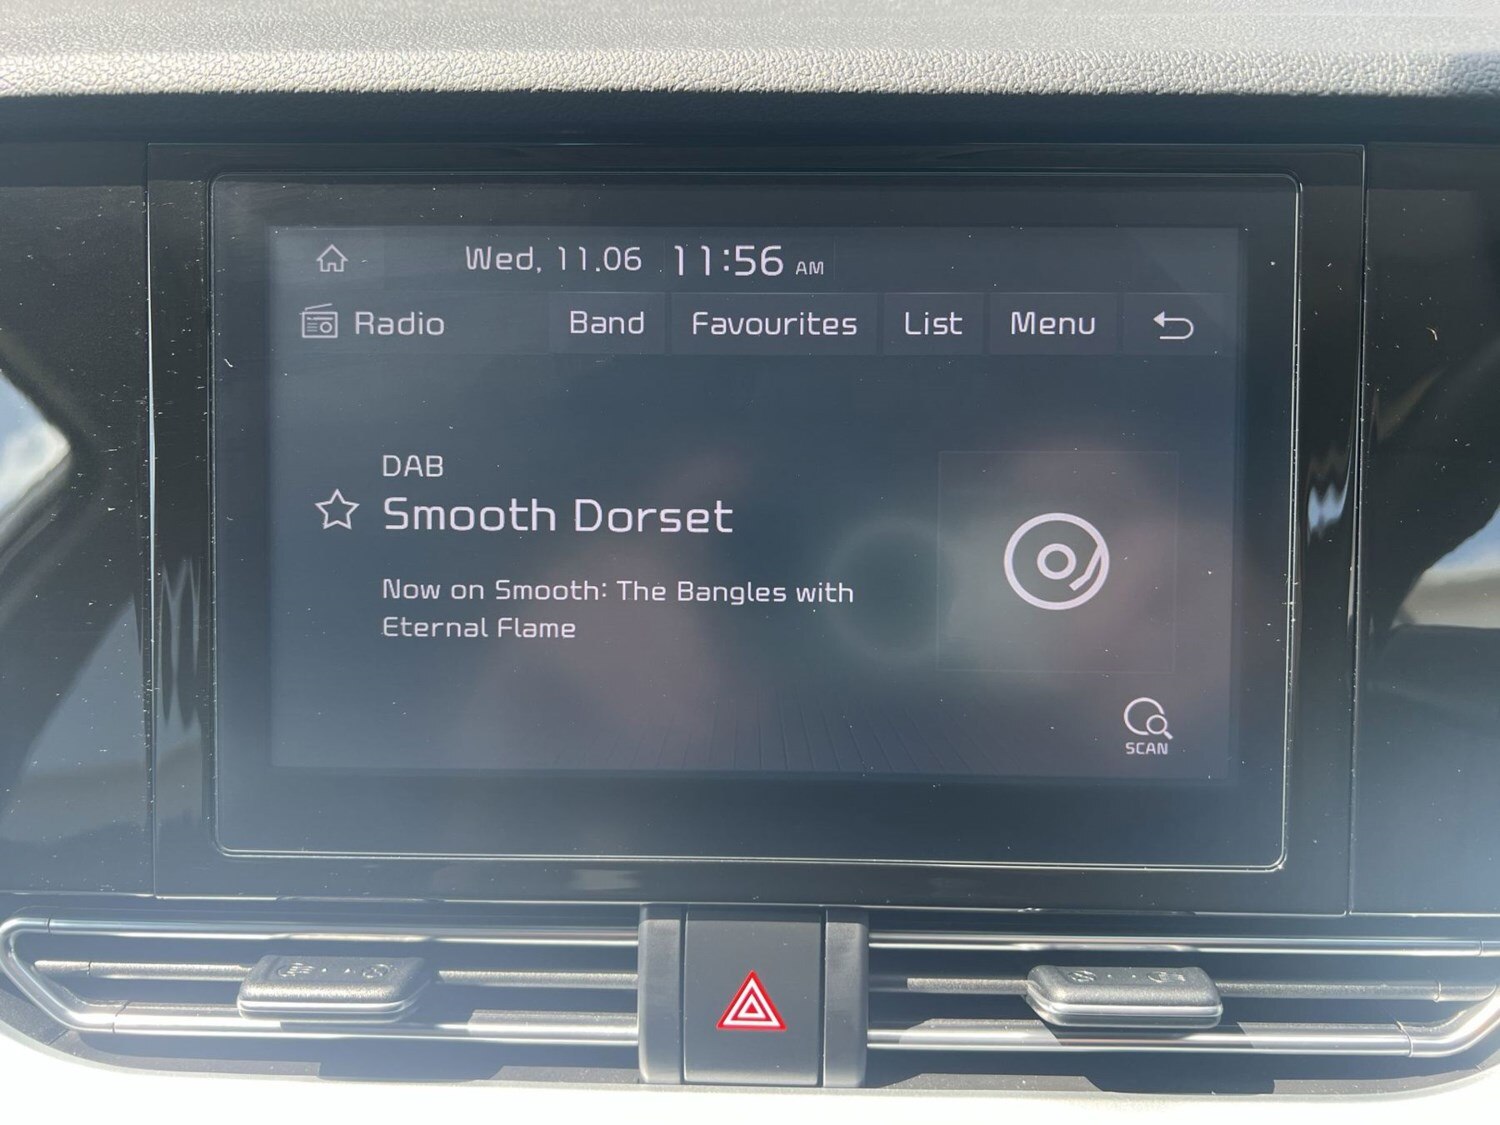 Wed, 11.06 11:56 AM
Radio Band Favourites List Menu
DAB
Smooth Dorset
Now on Smooth: The Bangles with
Eternal Flame
SCAN